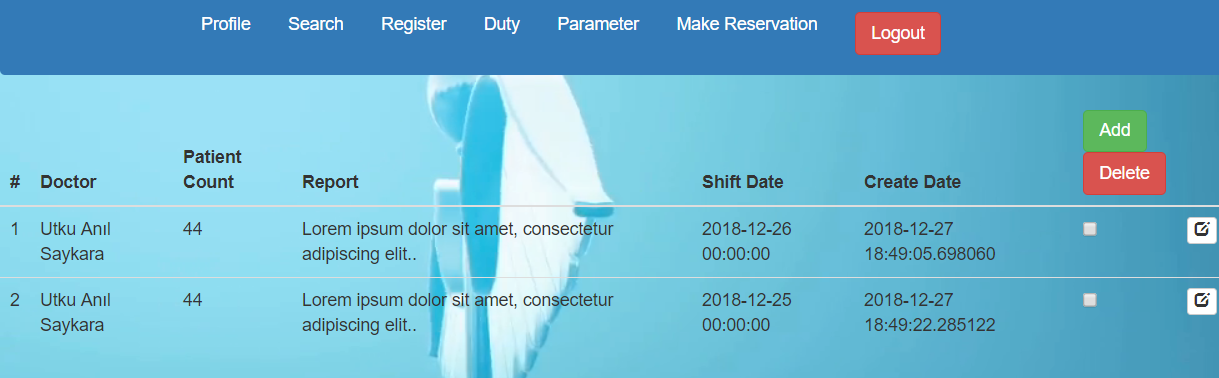 Profile Search Register Duty Parameter Make Reservation Logout
Add
Patient
# Doctor Count Report Shift Date Create Date Delete
1 Utku Anıl 44 Lorem ipsum dolor sit amet, consectetur 2018-12-26 2018-12-27
Saykara adipiscing elit.. 00:00:00 18:49:05.698060
2 Utku Anıl 44 Lorem ipsum dolor sit amet, consectetur 2018-12-25 2018-12-27
Saykara adipiscing elit.. 00:00:00 18:49:22.285122